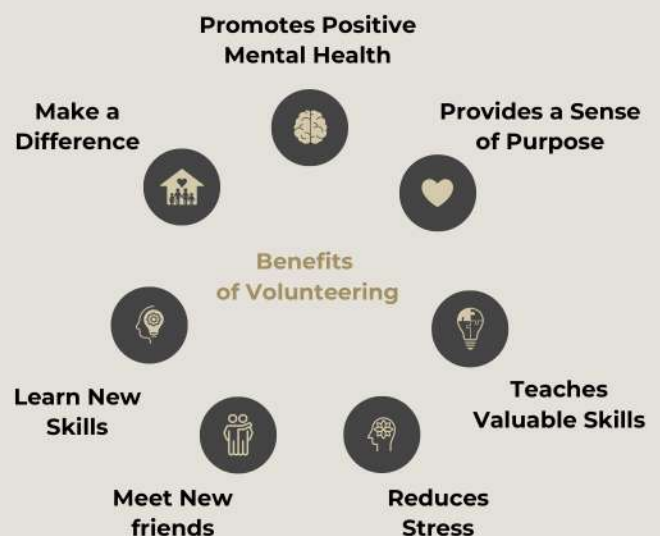 Promotes Positive
Mental Health
Make a
Difference
Provides a Sense
of Purpose
Benefits
of Volunteering
Learn New
Skills
Teaches
Valuable Skills
Meet New
friends
Reduces
Stress